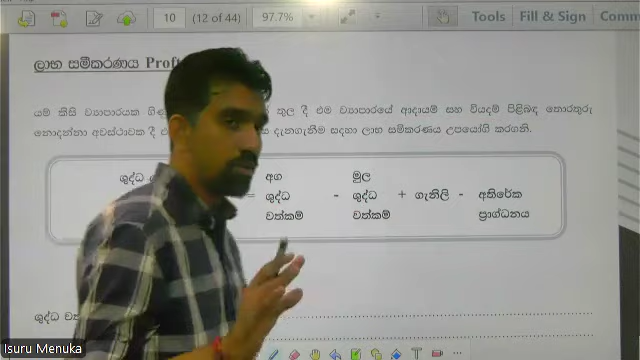 10 (12 of 44) 97.7% Tools Fill & Sign
ලාභ සමීකරණය
යම් කිසි ව්‍යාපාරයක තුල දී එම ව්‍යාපාරයේ ආදායම් සහ වියදම් පිළිබඳ තොරතුරු
නොදන්නා අවස්ථාවක දී දැනගැනීම සඳහා ලාභ සමීකරණය උපයෝගී කරගනි.
ශුද්ධ = අග ශුද්ධ වත්කම් - මුල ශුද්ධ වත්කම් + ගැනිලි - අතිරේක ප්‍රාග්ධනය
ශුද්ධ
Isuru Menuka